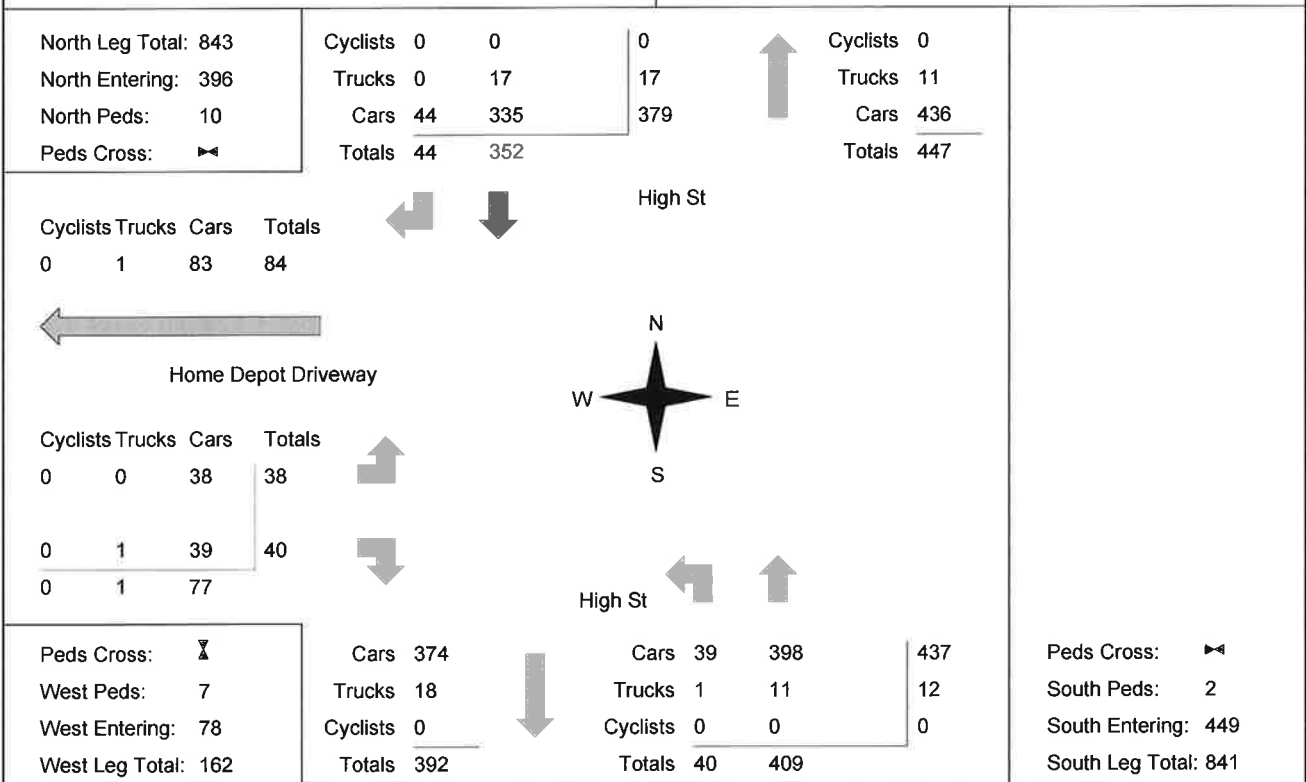 North Leg Total: 843
North Entering: 396
North Peds: 10
Peds Cross:
Cyclists 0 0 0
Trucks 0 17 17
Cars 44 335 379
Totals 44 352
Cyclists 0
Trucks 11
Cars 436
Totals 447
High St
Cyclists Trucks Cars Totals
0 1 83 84
Home Depot Driveway
N
W E
S
Cyclists Trucks Cars Totals
0 0 38 38
0 1 39 40
0 1 77
High St
Peds Cross:
West Peds: 7
West Entering: 78
West Leg Total: 162
Cars 374
Trucks 18
Cyclists 0
Totals 392
Cars 39 398 437
Trucks 1 11 12
Cyclists 0 0 0
Totals 40 409
Peds Cross:
South Peds: 2
South Entering: 449
South Leg Total: 841